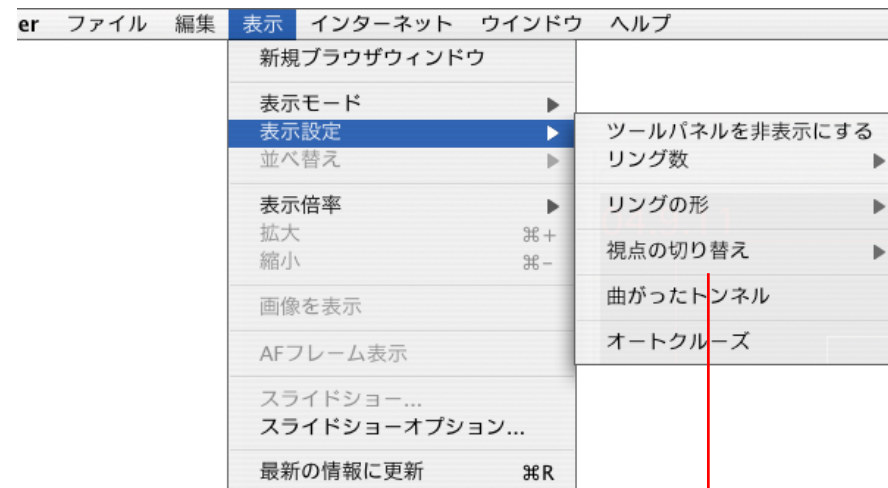 er ファイル 編集 表示 インターネット ウインドウ ヘルプ
新規ブラウザウィンドウ
表示モード
表示設定
並べ替え
表示倍率
拡大 ⌘+
縮小 ⌘-
画像を表示
AFフレーム表示
スライドショー...
スライドショーオプション...
最新の情報に更新 ⌘R
ツールパネルを非表示にする
リング数
リングの形
視点の切り替え
曲がったトンネル
オートクルーズ